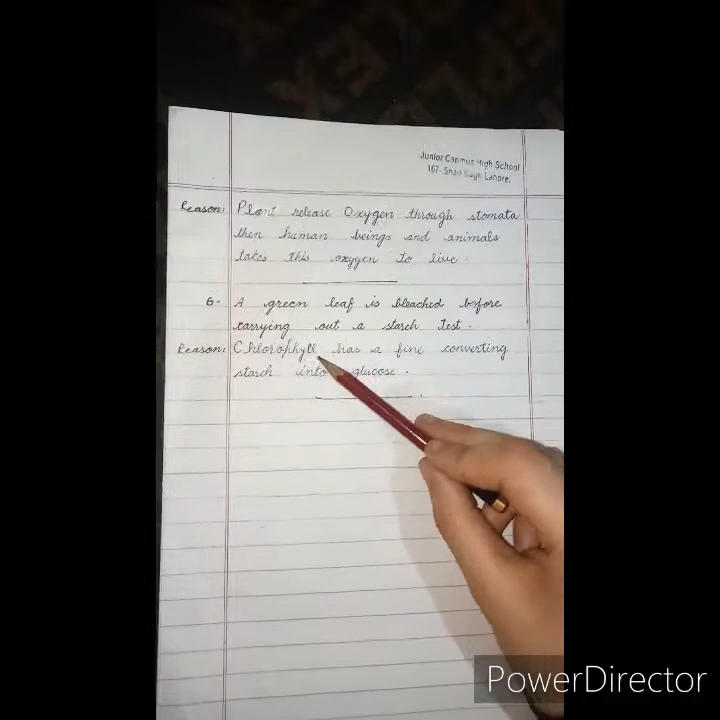 Junior Campus High School
167- Shad Bagh Lahore.
Reason: Plant release Oxygen through stomata
then human beings and animals
takes this oxygen to live.
6- A green leaf is bleached before
carrying out a starch Test.
Reason: Chlorophyll has a fine converting
starch into glucose.
PowerDirector